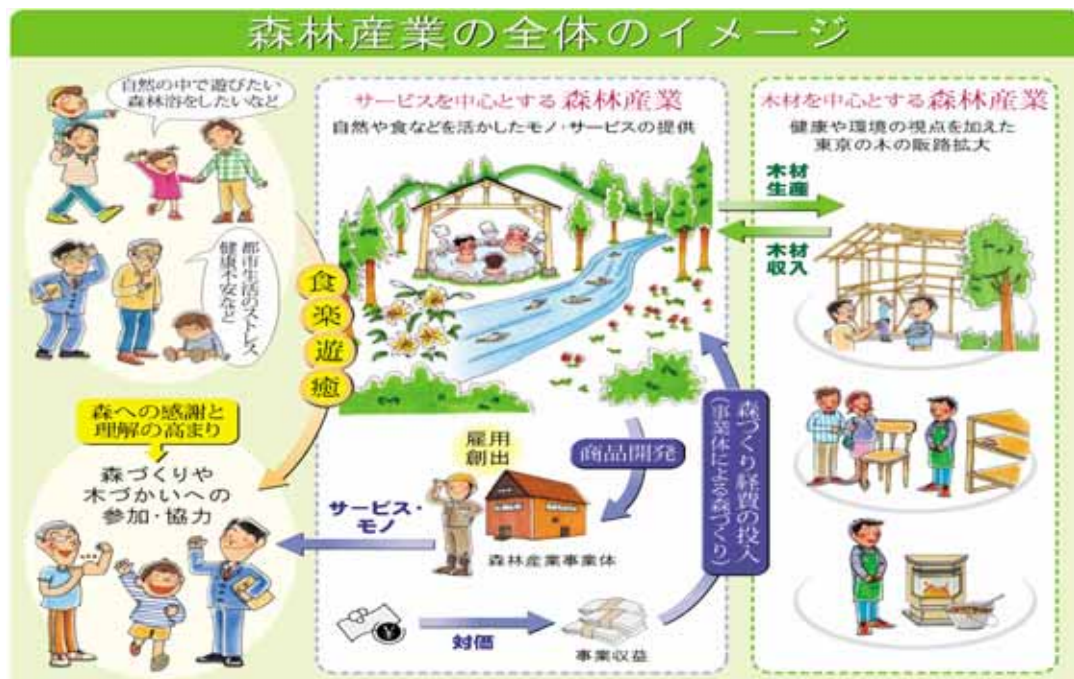 森林産業の全体のイメージ
自然の中で遊びたい
森林浴をしたいなど
都市生活のストレス
健康不安など
食
楽
遊
癒
森への感謝と
理解の高まり
森づくりや
木づかいへの
参加・協力
サービスを中心とする森林産業
自然や食などを活かしたモノ・サービスの提供
雇用
創出
商品開発
サービス・
モノ
森林産業事業体
¥
対価
事業収益
森づくり経費の投入
(事業体による森づくり)
木材を中心とする森林産業
健康や環境の視点を加えた
東京の木の販路拡大
木材
生産
木材
収入